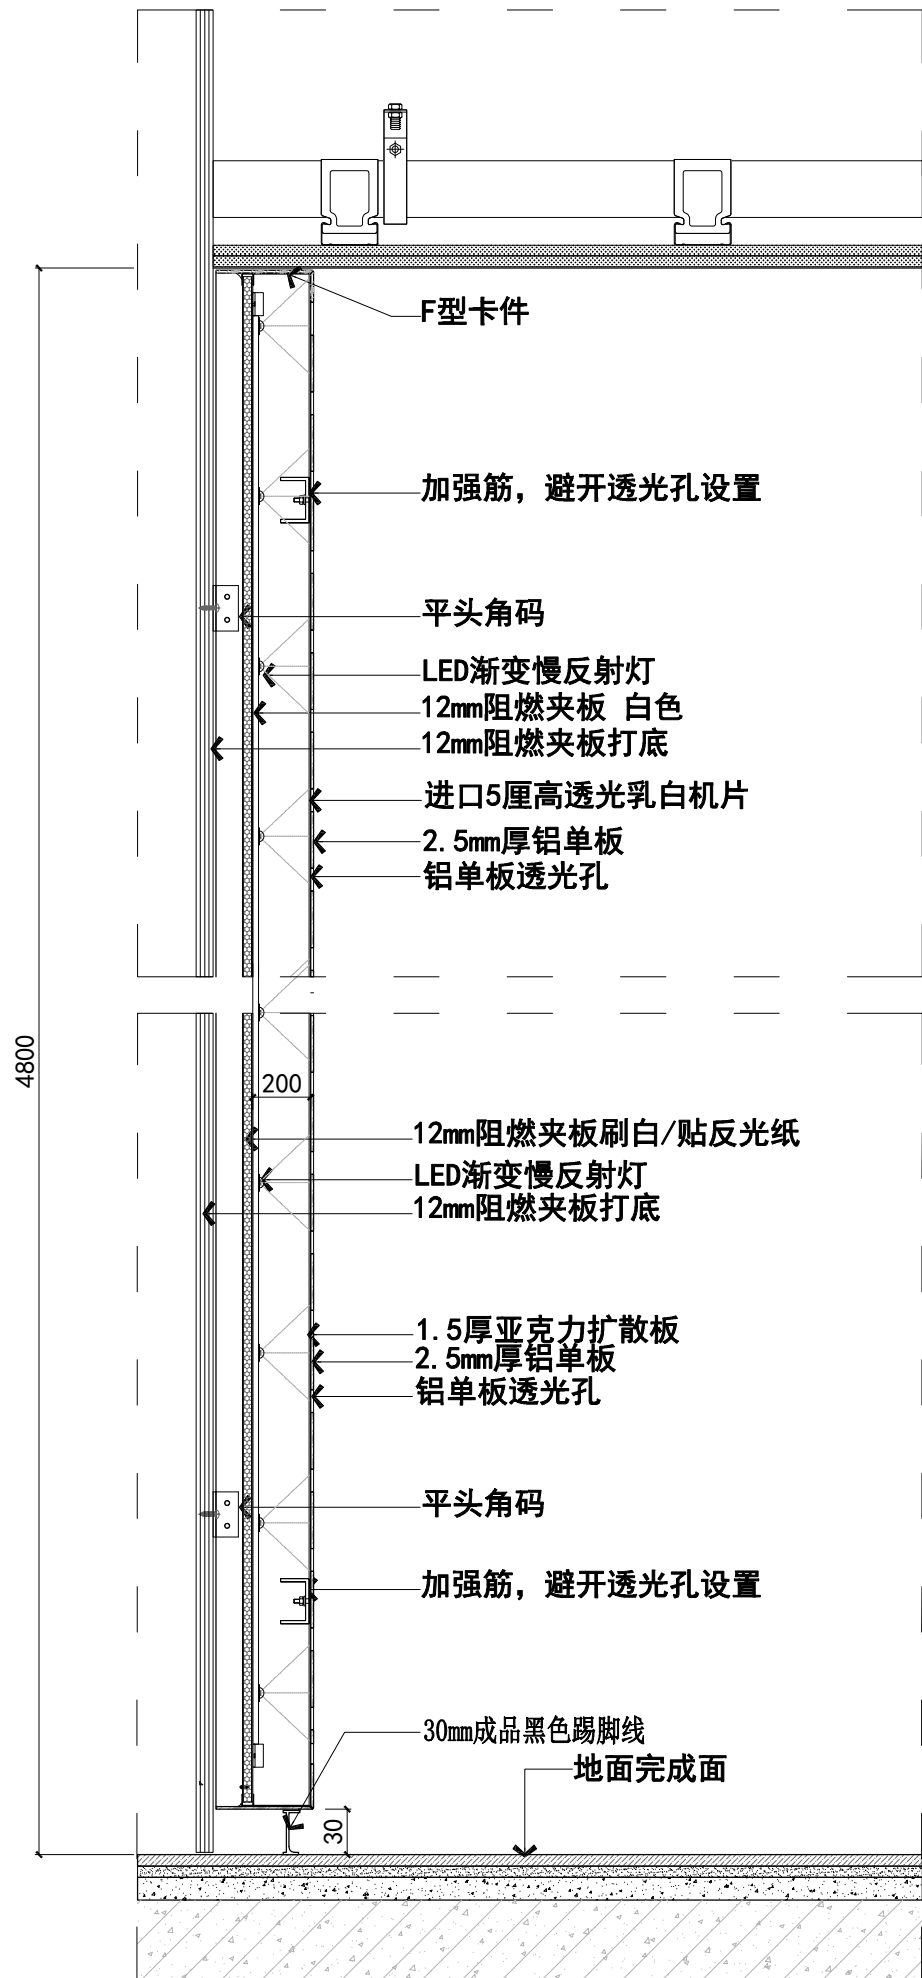 F型卡件
加强筋，避开透光孔设置
平头角码
LED渐变慢反射灯
12mm阻燃夹板 白色
12mm阻燃夹板打底
进口5厘高透光乳白机片
2.5mm厚铝单板
铝单板透光孔
4800
200
12mm阻燃夹板刷白/贴反光纸
LED渐变慢反射灯
12mm阻燃夹板打底
1.5厚亚克力扩散板
2.5mm厚铝单板
铝单板透光孔
平头角码
加强筋，避开透光孔设置
30mm成品黑色踢脚线
地面完成面
30